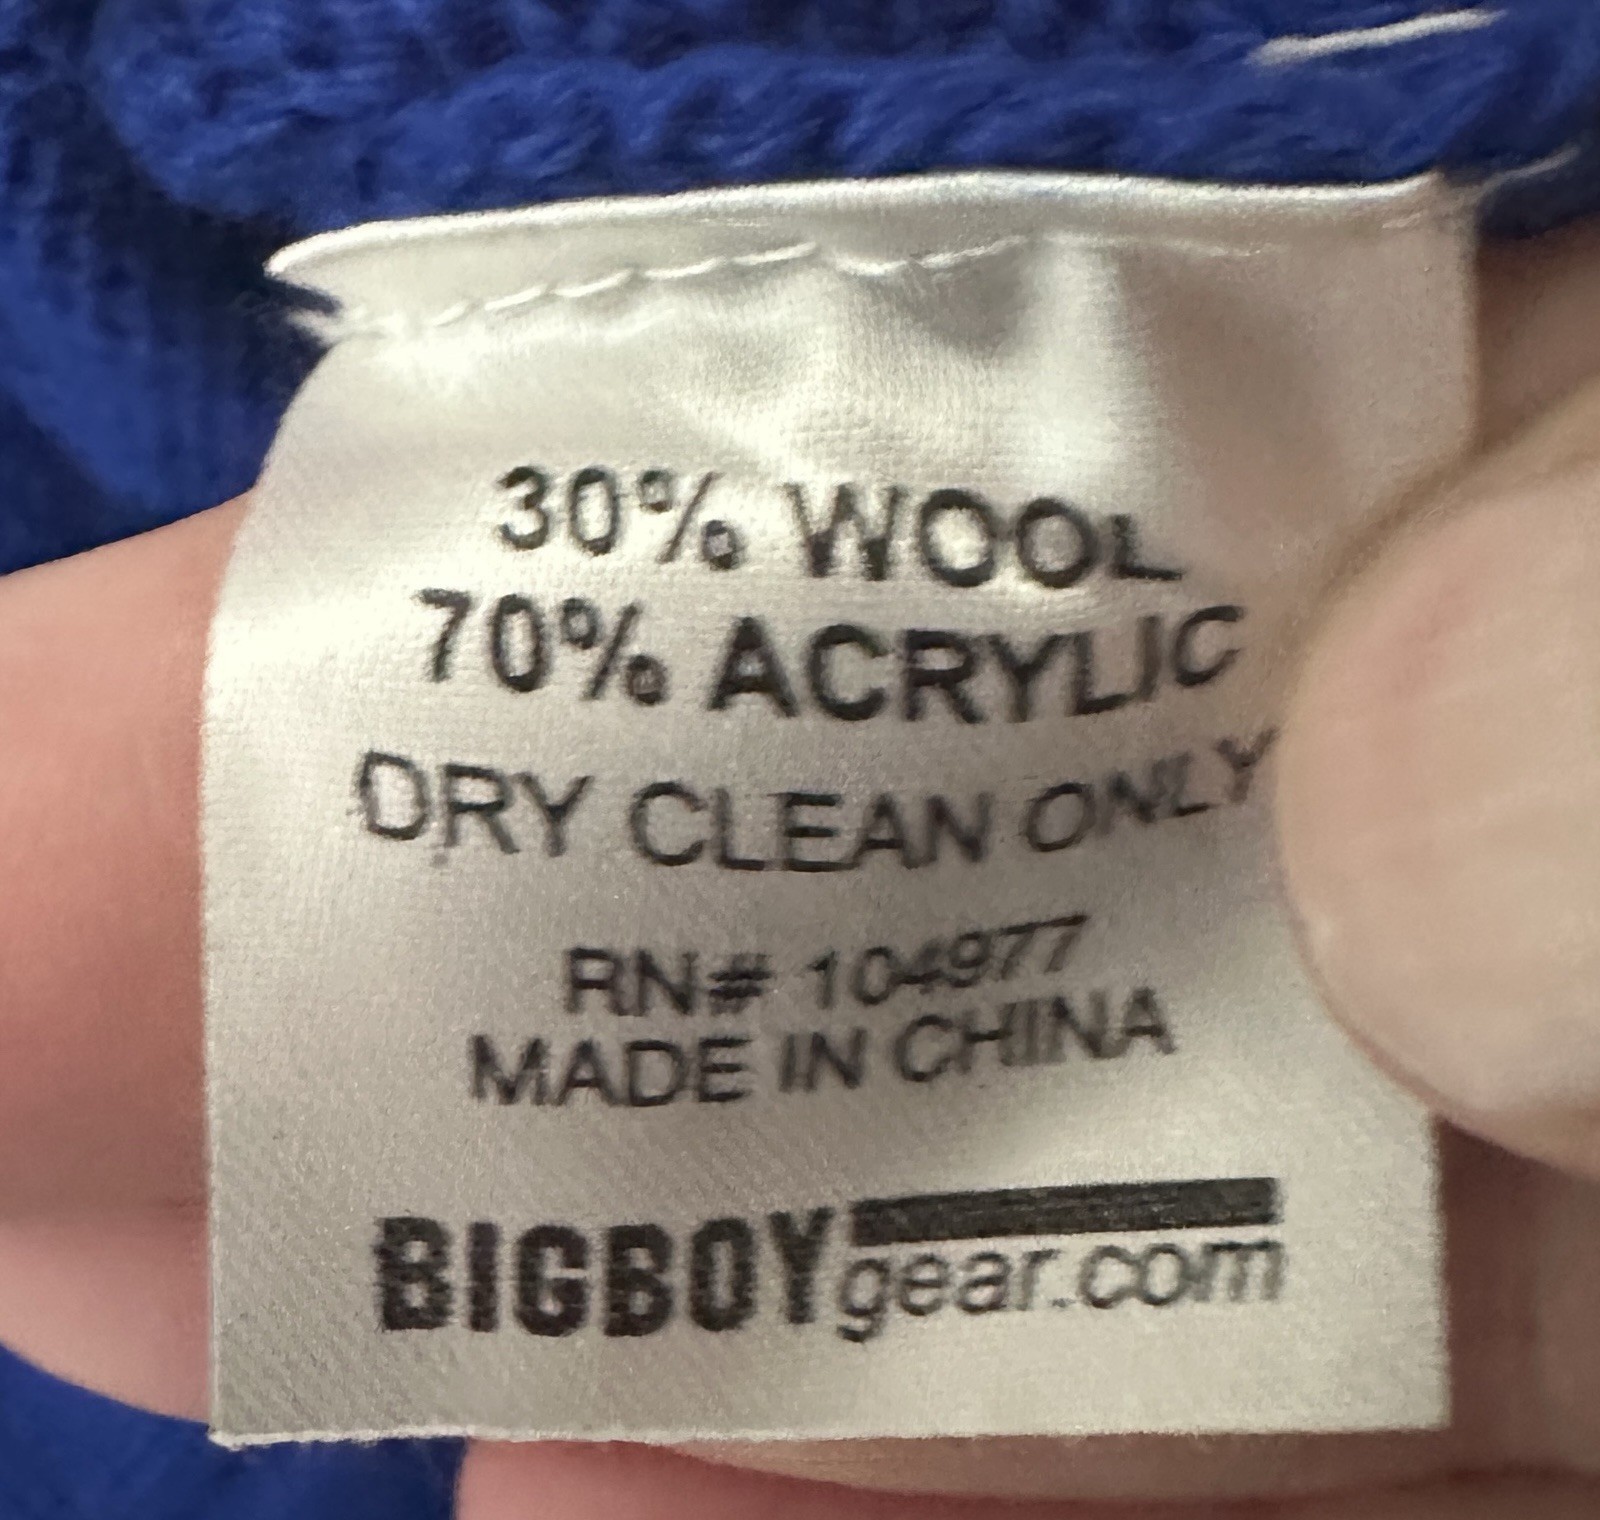 30% WOOL
70% ACRYLIC
DRY CLEAN ONLY
RN# 104977
MADE IN CHINA
BIGBOYgear.com